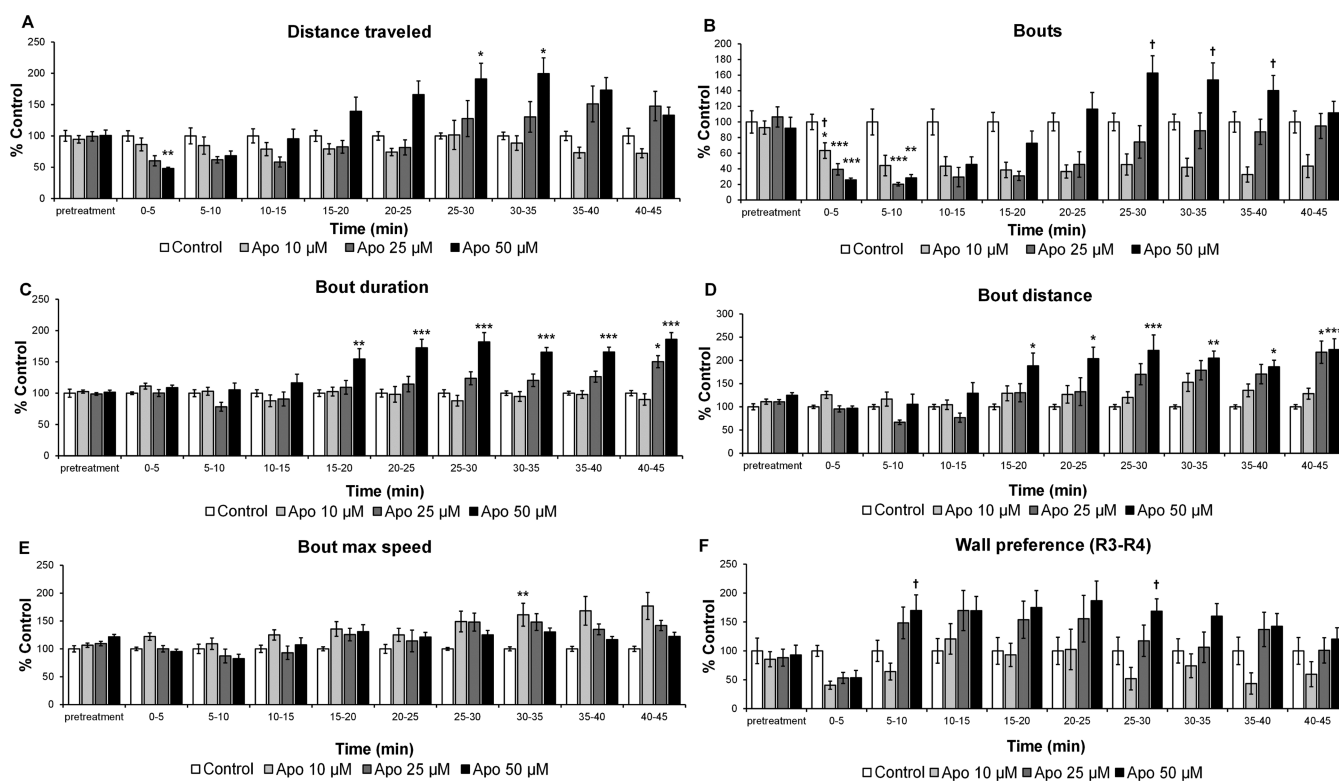 A
Distance traveled
250
200
150
100
50
0
% Control
*
*
**
pretreatment 0-5 5-10 10-15 15-20 20-25 25-30 30-35 35-40 40-45
Time (min)
Control Apo 10 µM Apo 25 µM Apo 50 µM
B
Bouts
200
180
160
140
120
100
80
60
40
20
0
% Control
† † †
†
*
***
***
***
**
pretreatment 0-5 5-10 10-15 15-20 20-25 25-30 30-35 35-40 40-45
Time (min)
Control Apo 10 µM Apo 25 µM Apo 50 µM
C
Bout duration
250
200
150
100
50
0
% Control
** *** *** *** *** * ***
pretreatment 0-5 5-10 10-15 15-20 20-25 25-30 30-35 35-40 40-45
Time (min)
Control Apo 10 µM Apo 25 µM Apo 50 µM
D
Bout distance
300
250
200
150
100
50
0
% Control
* * *** ** * * ***
pretreatment 0-5 5-10 10-15 15-20 20-25 25-30 30-35 35-40 40-45
Time (min)
Control Apo 10 µM Apo 25 µM Apo 50 µM
E
Bout max speed
250
200
150
100
50
0
% Control
**
pretreatment 0-5 5-10 10-15 15-20 20-25 25-30 30-35 35-40 40-45
Time (min)
Control Apo 10 µM Apo 25 µM Apo 50 µM
F
Wall preference (R3-R4)
250
200
150
100
50
0
% Control
† †
pretreatment 0-5 5-10 10-15 15-20 20-25 25-30 30-35 35-40 40-45
Time (min)
Control Apo 10 µM Apo 25 µM Apo 50 µM